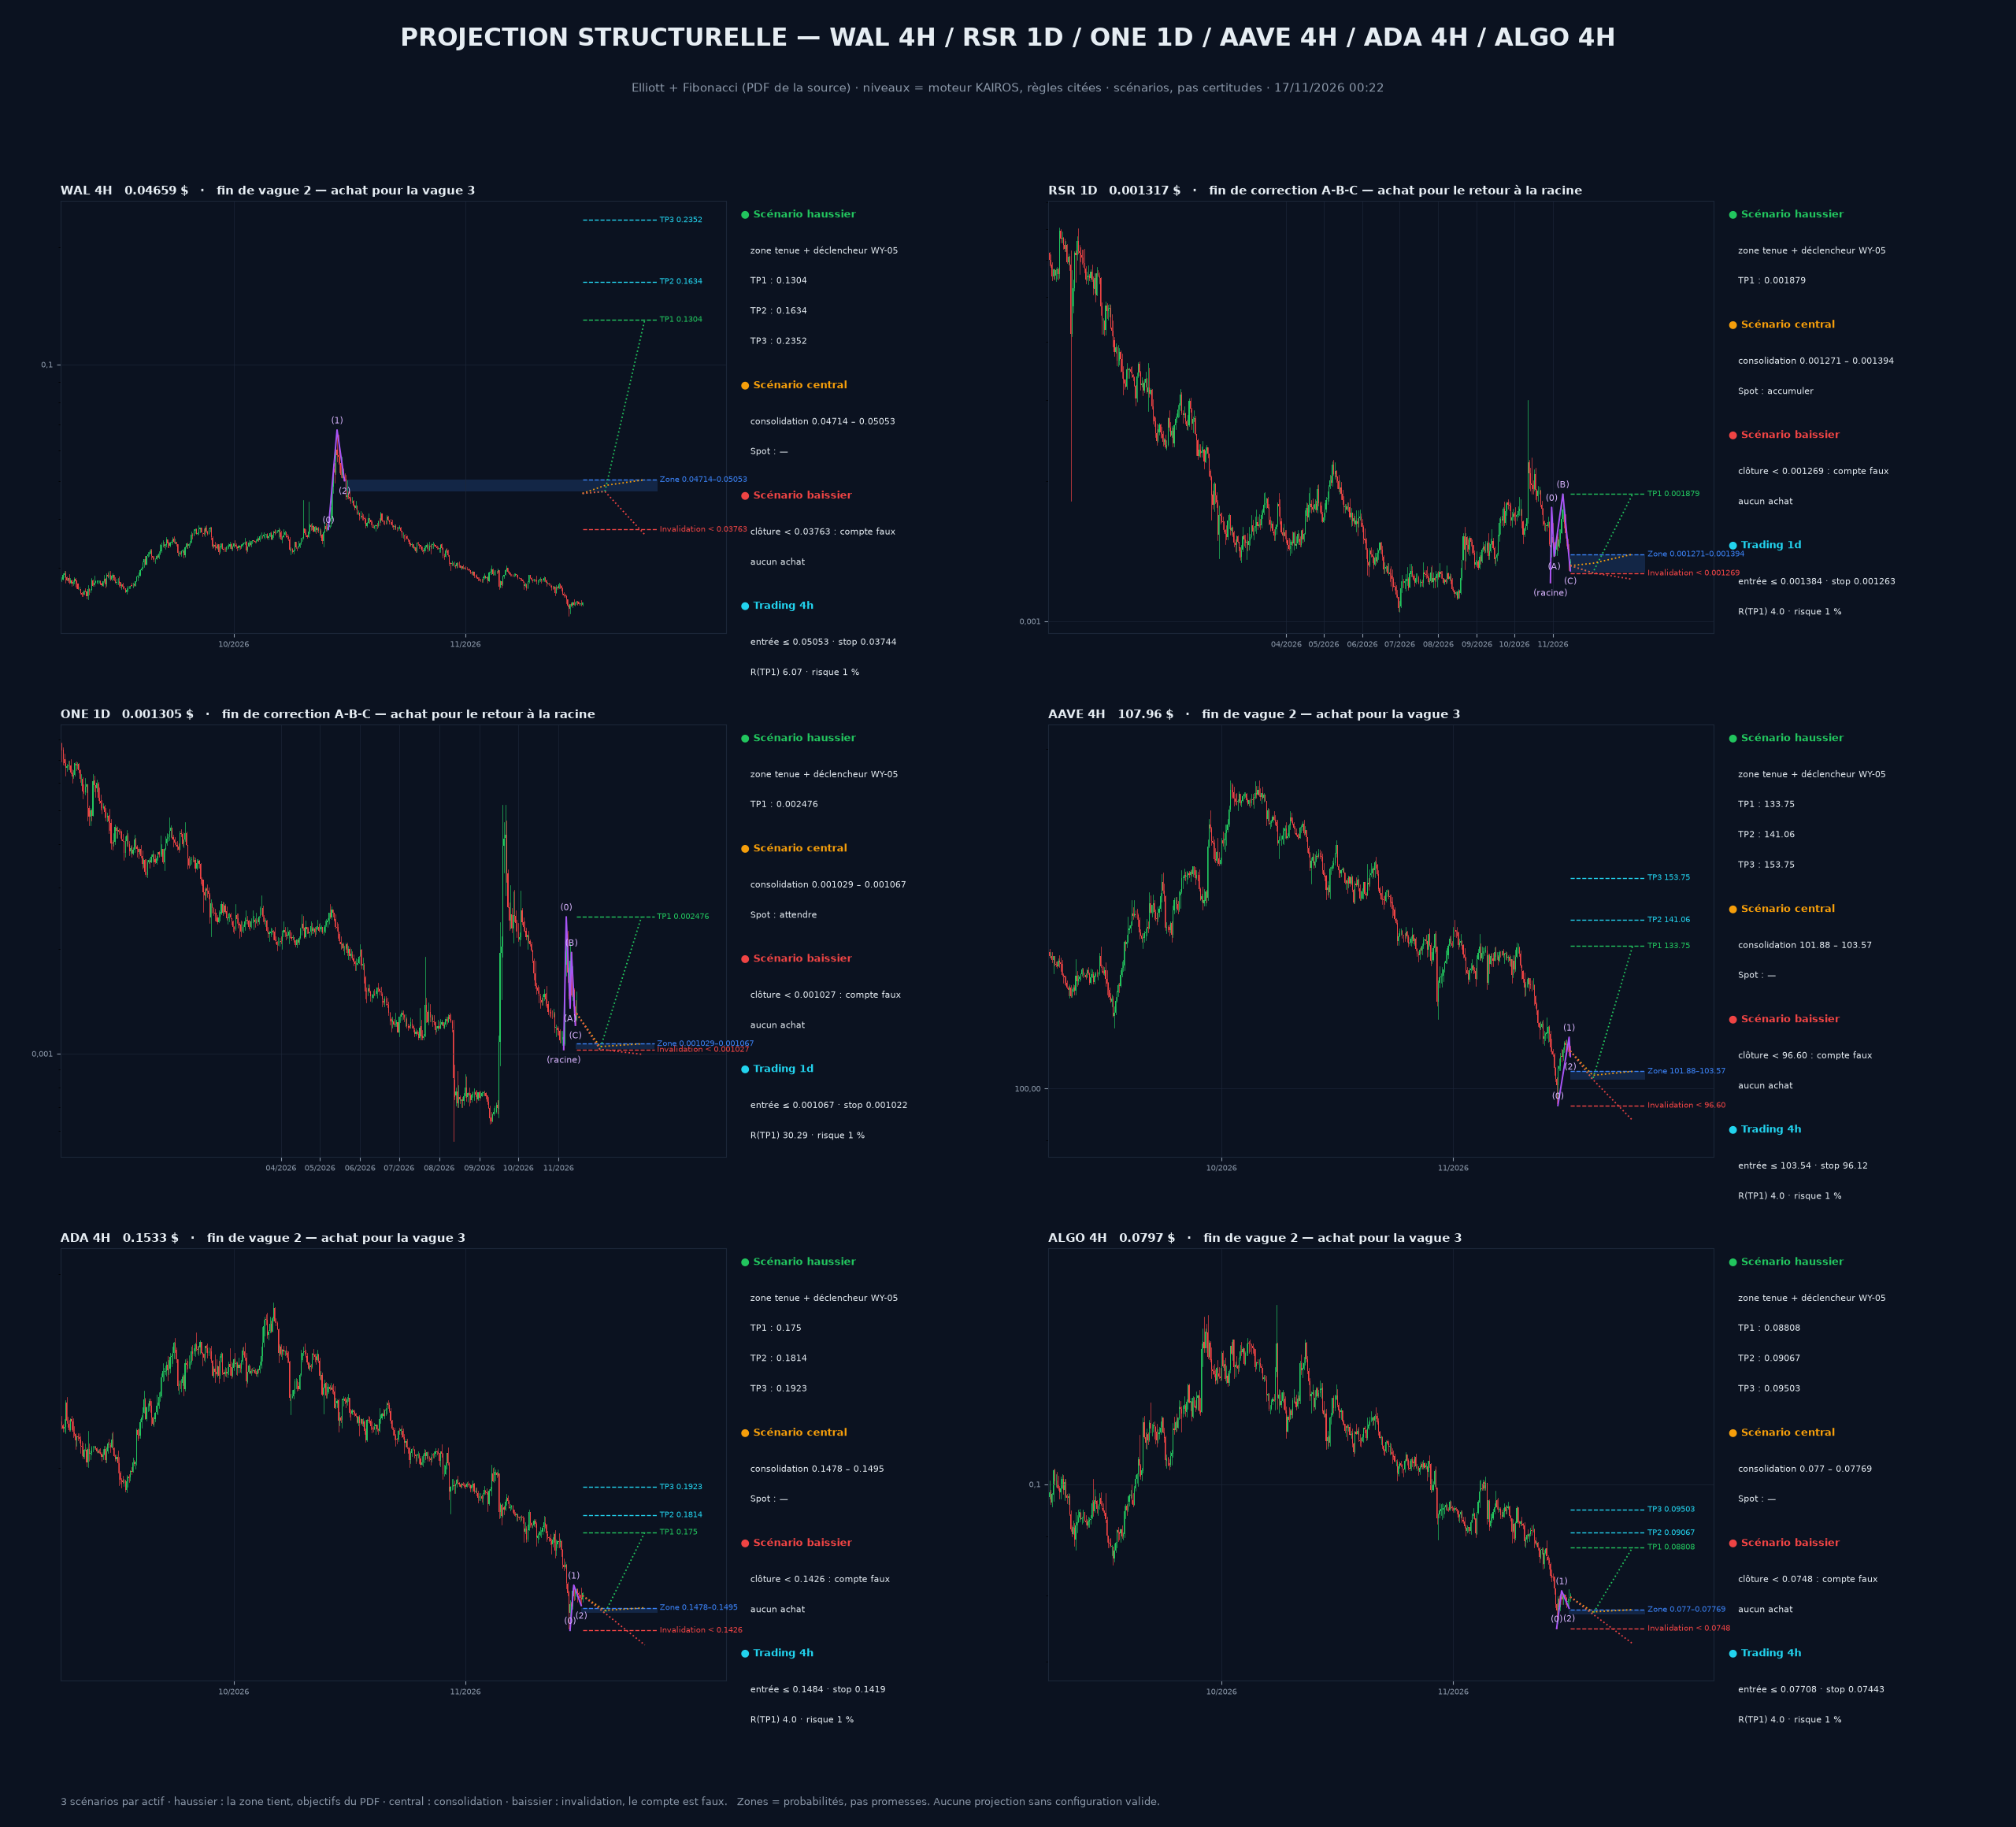 PROJECTION STRUCTURELLE — WAL 4H / RSR 1D / ONE 1D / AAVE 4H / ADA 4H / ALGO 4H
Elliott + Fibonacci (PDF de la source) · niveaux = moteur KAIROS, règles citées · scénarios, pas certitudes · 17/11/2026 00:22
WAL 4H 0.04659 $ · fin de vague 2 — achat pour la vague 3
TP3 0.2352
TP2 0.1634
TP1 0.1304
0,1
(1)
(2)
(0)
Zone 0.04714–0.05053
Invalidation < 0.03763
10/2026 11/2026
● Scénario haussier
zone tenue + déclencheur WY-05
TP1 : 0.1304
TP2 : 0.1634
TP3 : 0.2352
● Scénario central
consolidation 0.04714 – 0.05053
Spot : —
● Scénario baissier
clôture < 0.03763 : compte faux
aucun achat
● Trading 4h
entrée ≤ 0.05053 · stop 0.03744
R(TP1) 6.07 · risque 1 %
RSR 1D 0.001317 $ · fin de correction A-B-C — achat pour le retour à la racine
(B)
(0)
TP1 0.001879
Zone 0.001271–0.001394
(A)
Invalidation < 0.001269
(C)
(racine)
0,001
04/2026 05/2026 06/2026 07/2026 08/2026 09/2026 10/2026 11/2026
● Scénario haussier
zone tenue + déclencheur WY-05
TP1 : 0.001879
● Scénario central
consolidation 0.001271 – 0.001394
Spot : accumuler
● Scénario baissier
clôture < 0.001269 : compte faux
aucun achat
● Trading 1d
entrée ≤ 0.001384 · stop 0.001263
R(TP1) 4.0 · risque 1 %
ONE 1D 0.001305 $ · fin de correction A-B-C — achat pour le retour à la racine
(0)
TP1 0.002476
(B)
(A)
(C)
Zone 0.001029–0.001067
Invalidation < 0.001027
(racine)
0,001
04/2026 05/2026 06/2026 07/2026 08/2026 09/2026 10/2026 11/2026
● Scénario haussier
zone tenue + déclencheur WY-05
TP1 : 0.002476
● Scénario central
consolidation 0.001029 – 0.001067
Spot : attendre
● Scénario baissier
clôture < 0.001027 : compte faux
aucun achat
● Trading 1d
entrée ≤ 0.001067 · stop 0.001022
R(TP1) 30.29 · risque 1 %
AAVE 4H 107.96 $ · fin de vague 2 — achat pour la vague 3
TP3 153.75
TP2 141.06
TP1 133.75
(1)
(2)
Zone 101.88–103.57
100,00
(0)
Invalidation < 96.60
10/2026 11/2026
● Scénario haussier
zone tenue + déclencheur WY-05
TP1 : 133.75
TP2 : 141.06
TP3 : 153.75
● Scénario central
consolidation 101.88 – 103.57
Spot : —
● Scénario baissier
clôture < 96.60 : compte faux
aucun achat
● Trading 4h
entrée ≤ 103.54 · stop 96.12
R(TP1) 4.0 · risque 1 %
ADA 4H 0.1533 $ · fin de vague 2 — achat pour la vague 3
TP3 0.1923
TP2 0.1814
TP1 0.175
(1)
Zone 0.1478–0.1495
(2)
(0)
Invalidation < 0.1426
10/2026 11/2026
● Scénario haussier
zone tenue + déclencheur WY-05
TP1 : 0.175
TP2 : 0.1814
TP3 : 0.1923
● Scénario central
consolidation 0.1478 – 0.1495
Spot : —
● Scénario baissier
clôture < 0.1426 : compte faux
aucun achat
● Trading 4h
entrée ≤ 0.1484 · stop 0.1419
R(TP1) 4.0 · risque 1 %
ALGO 4H 0.0797 $ · fin de vague 2 — achat pour la vague 3
0,1
TP3 0.09503
TP2 0.09067
TP1 0.08808
(1)
Zone 0.077–0.07769
(0)(2)
Invalidation < 0.0748
10/2026 11/2026
● Scénario haussier
zone tenue + déclencheur WY-05
TP1 : 0.08808
TP2 : 0.09067
TP3 : 0.09503
● Scénario central
consolidation 0.077 – 0.07769
Spot : —
● Scénario baissier
clôture < 0.0748 : compte faux
aucun achat
● Trading 4h
entrée ≤ 0.07708 · stop 0.07443
R(TP1) 4.0 · risque 1 %
3 scénarios par actif · haussier : la zone tient, objectifs du PDF · central : consolidation · baissier : invalidation, le compte est faux. Zones = probabilités, pas promesses. Aucune projection sans configuration valide.